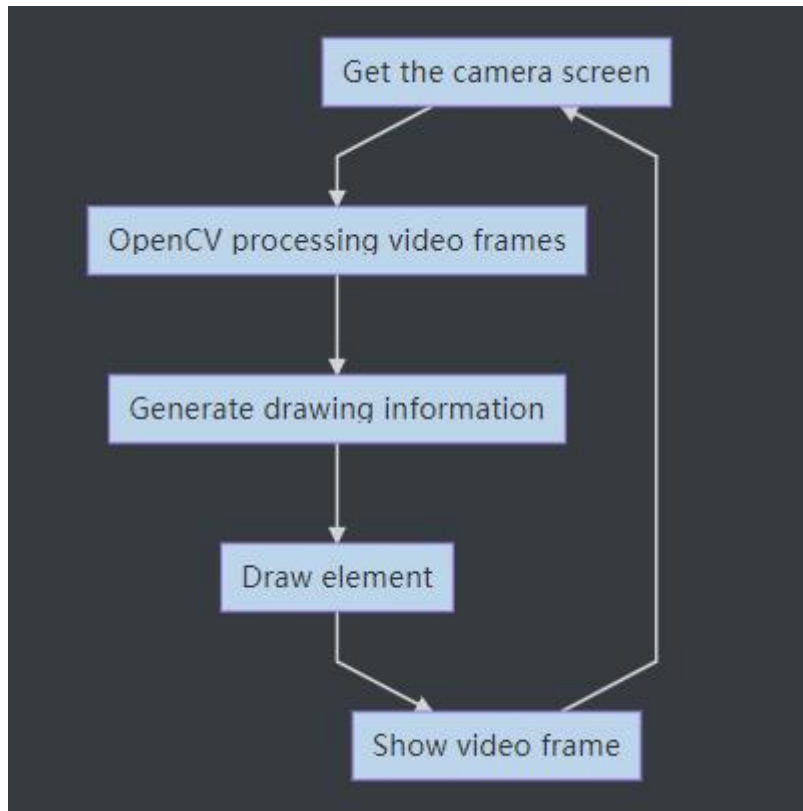 Get the camera screen
OpenCV processing video frames
Generate drawing information
Draw element
Show video frame